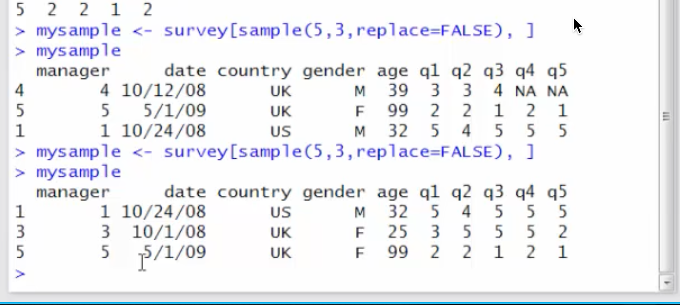 5 2 2 1 2
> mysample <- survey[sample(5,3,replace=FALSE), ]
> mysample
manager date country gender age q1 q2 q3 q4 q5
4 4 10/12/08 UK M 39 3 3 4 NA NA
5 5 5/1/09 UK F 99 2 2 1 2 1
1 1 10/24/08 US M 32 5 4 5 5 5
> mysample <- survey[sample(5,3,replace=FALSE), ]
> mysample
manager date country gender age q1 q2 q3 q4 q5
1 1 10/24/08 US M 32 5 4 5 5 5
3 3 10/1/08 UK F 25 3 5 5 5 2
5 5 5/1/09 UK F 99 2 2 1 2 1
>